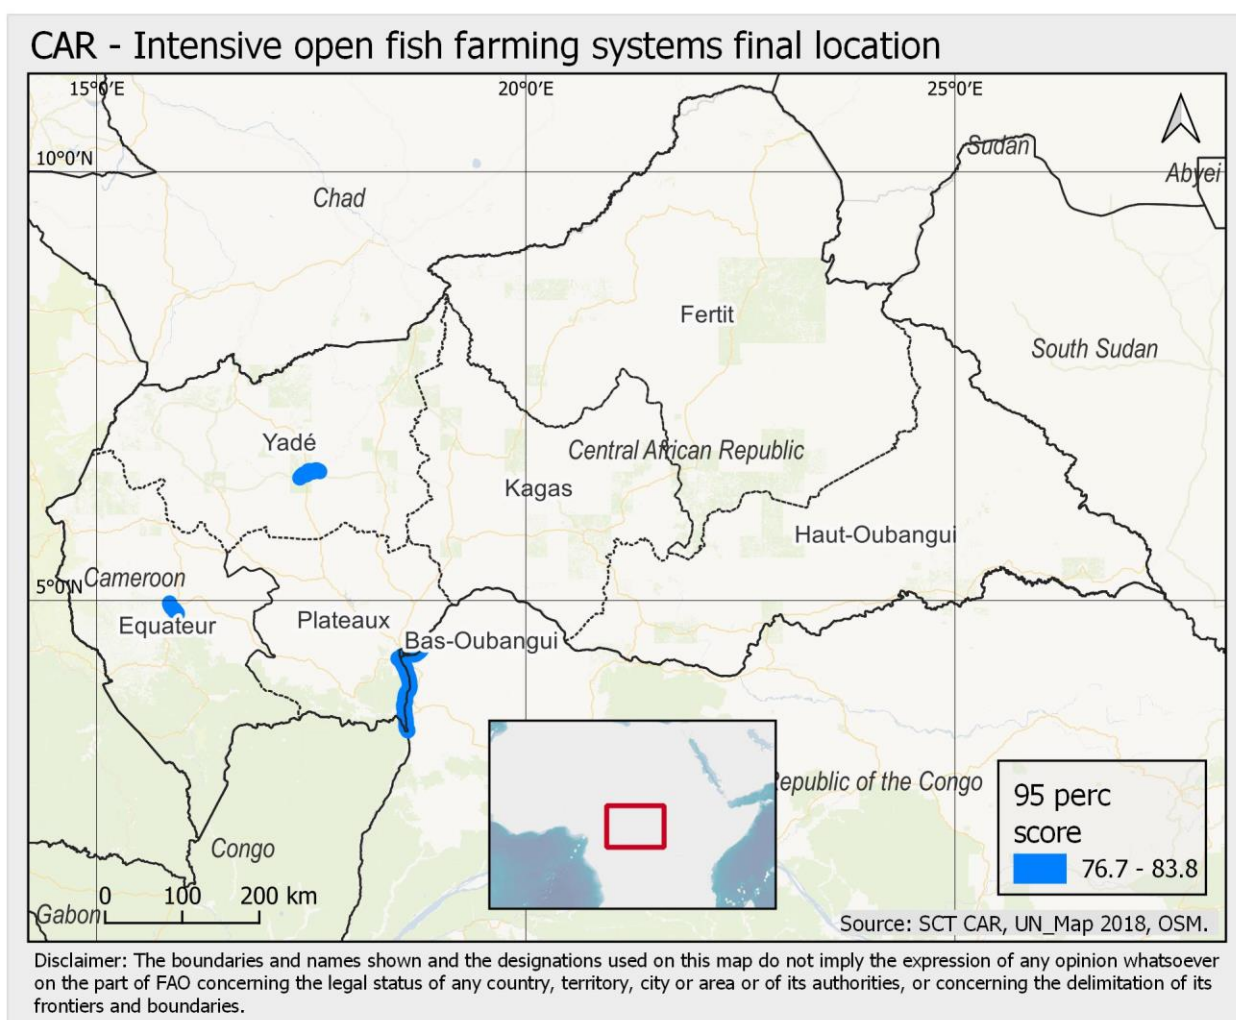 CAR - Intensive open fish farming systems final location
15°0'E
20°0'E
25°0'E
10°0'N
Sudan
Abyei
Chad
Fertit
South Sudan
Yadé
Central African Republic
Kagas
Haut-Oubangui
5°0'N
Cameroon
Equateur
Plateaux
Bas-Oubangui
Republic of the Congo
95 perc
score
76.7 - 83.8
Congo
0 100 200 km
Gabon
Source: SCT CAR, UN_Map 2018, OSM.
Disclaimer: The boundaries and names shown and the designations used on this map do not imply the expression of any opinion whatsoever
on the part of FAO concerning the legal status of any country, territory, city or area or of its authorities, or concerning the delimitation of its
frontiers and boundaries.